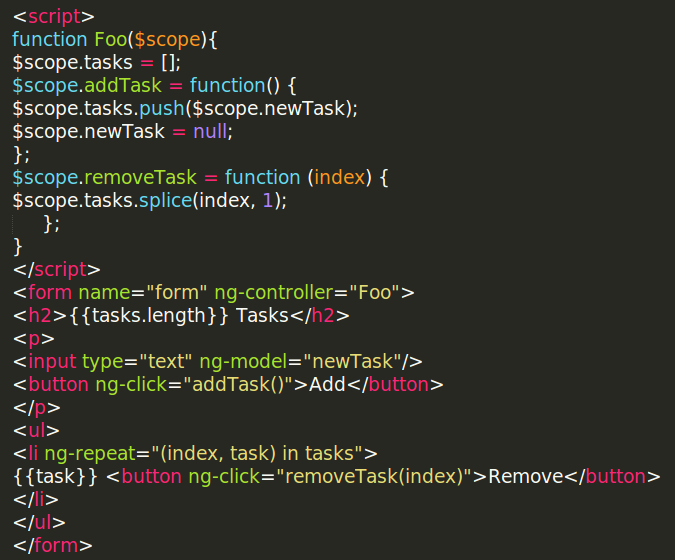 <script>
function Foo($scope){
$scope.tasks = [];
$scope.addTask = function() {
$scope.tasks.push($scope.newTask);
$scope.newTask = null;
};
$scope.removeTask = function (index) {
$scope.tasks.splice(index, 1);
};
}
</script>
<form name="form" ng-controller="Foo">
<h2>{{tasks.length}} Tasks</h2>
<p>
<input type="text" ng-model="newTask"/>
<button ng-click="addTask()">Add</button>
</p>
<ul>
<li ng-repeat="(index, task) in tasks">
{{task}} <button ng-click="removeTask(index)">Remove</button>
</li>
</ul>
</form>